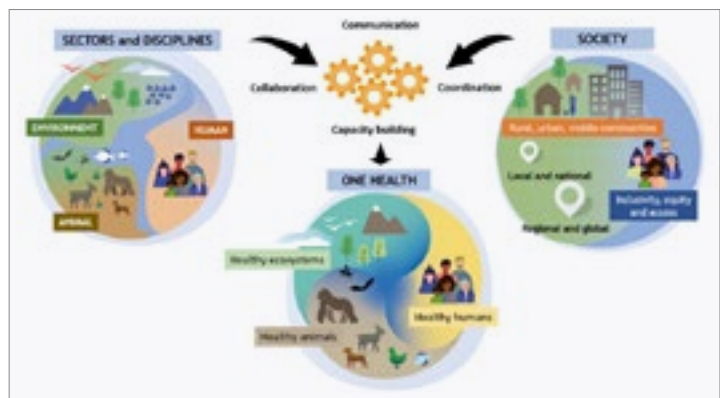 Communication
SECTORS and DISCIPLINES
SOCIETY
Collaboration
Coordination
ENVIRONMENT
HUMAN
Rural, urban, mobile communities
Capacity building
Local and national
ONE HEALTH
Inclusivity, equity
and access
ANIMAL
Regional and global
Healthy ecosystems
Healthy humans
Healthy animals